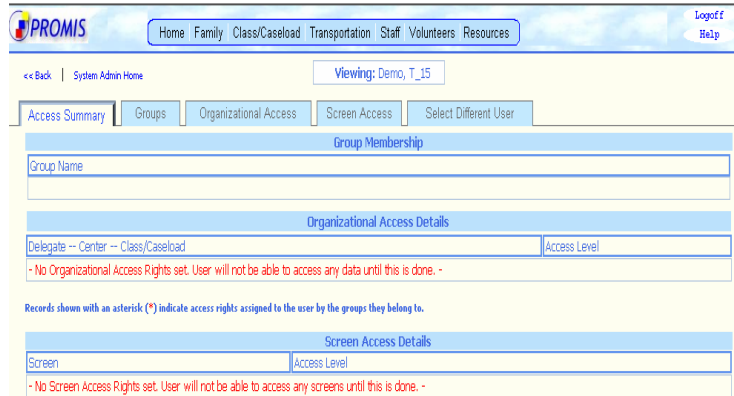 PROMIS
Home Family Class/Caseload Transportation Staff Volunteers Resources
Logoff
Help
<< Back | System Admin Home
Viewing: Demo, T_15
Access Summary Groups Organizational Access Screen Access Select Different User
Group Membership
Group Name
Organizational Access Details
Delegate -- Center -- Class/Caseload Access Level
- No Organizational Access Rights set. User will not be able to access any data until this is done. -
Records shown with an asterisk (*) indicate access rights assigned to the user by the groups they belong to.
Screen Access Details
Screen Access Level
- No Screen Access Rights set. User will not be able to access any screens until this is done. -